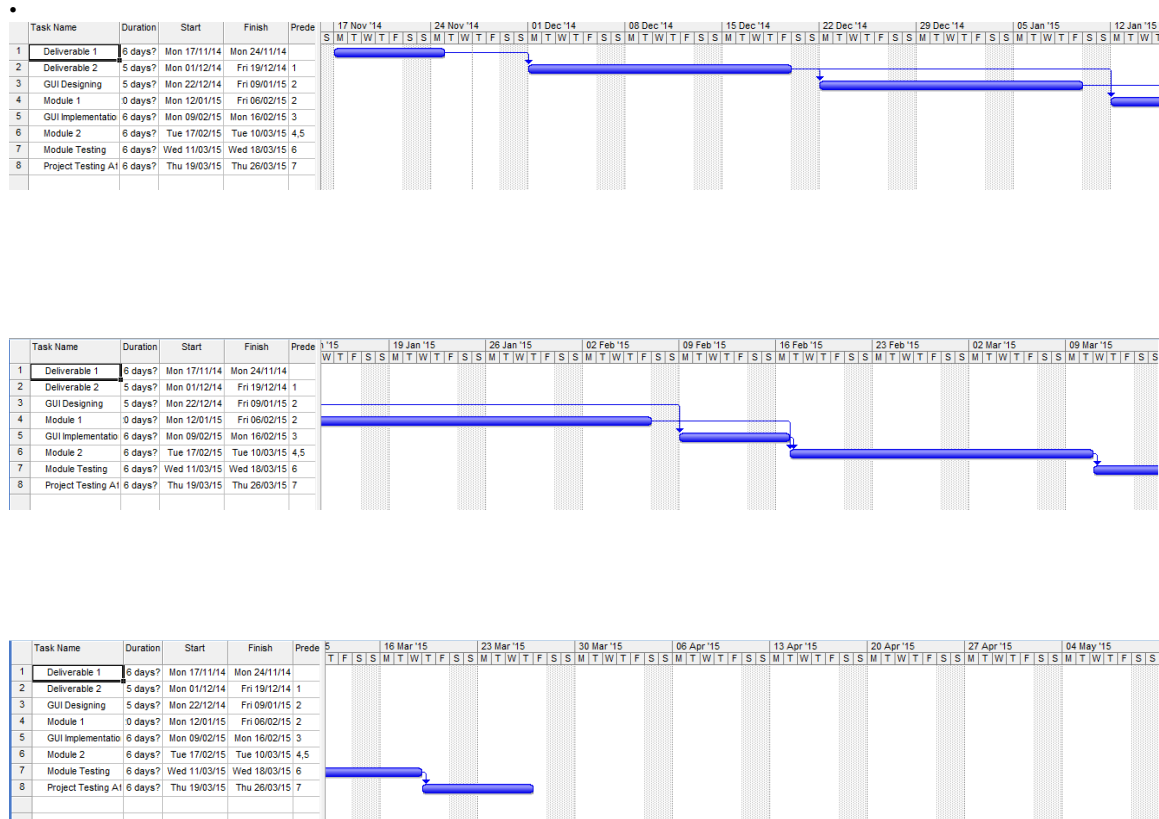 •
Task Name Duration Start Finish Prede 17 Nov '14 24 Nov '14 01 Dec '14 08 Dec '14 15 Dec '14 22 Dec '14 29 Dec '14 05 Jan '15 12 Jan '15
S M T W T F S S M T W T F S S M T W T F S S M T W T F S S M T W T F S S M T W T F S S M T W T F S S M T W T F S S M T W T
1 Deliverable 1 6 days? Mon 17/11/14 Mon 24/11/14
2 Deliverable 2 5 days? Mon 01/12/14 Fri 19/12/14 1
3 GUI Designing 5 days? Mon 22/12/14 Fri 09/01/15 2
4 Module 1 0 days? Mon 12/01/15 Fri 06/02/15 2
5 GUI Implementatio 6 days? Mon 09/02/15 Mon 16/02/15 3
6 Module 2 6 days? Tue 17/02/15 Tue 10/03/15 4,5
7 Module Testing 6 days? Wed 11/03/15 Wed 18/03/15 6
8 Project Testing Af 6 days? Thu 19/03/15 Thu 26/03/15 7
Task Name Duration Start Finish Prede '15 19 Jan '15 26 Jan '15 02 Feb '15 09 Feb '15 16 Feb '15 23 Feb '15 02 Mar '15 09 Mar '15
W T F S S M T W T F S S M T W T F S S M T W T F S S M T W T F S S M T W T F S S M T W T F S S M T W T F S S M T W T F S S
1 Deliverable 1 6 days? Mon 17/11/14 Mon 24/11/14
2 Deliverable 2 5 days? Mon 01/12/14 Fri 19/12/14 1
3 GUI Designing 5 days? Mon 22/12/14 Fri 09/01/15 2
4 Module 1 0 days? Mon 12/01/15 Fri 06/02/15 2
5 GUI Implementatio 6 days? Mon 09/02/15 Mon 16/02/15 3
6 Module 2 6 days? Tue 17/02/15 Tue 10/03/15 4,5
7 Module Testing 6 days? Wed 11/03/15 Wed 18/03/15 6
8 Project Testing Af 6 days? Thu 19/03/15 Thu 26/03/15 7
Task Name Duration Start Finish Prede 5 16 Mar '15 23 Mar '15 30 Mar '15 06 Apr '15 13 Apr '15 20 Apr '15 27 Apr '15 04 May '15
T F S S M T W T F S S M T W T F S S M T W T F S S M T W T F S S M T W T F S S M T W T F S S M T W T F S S M T W T F S S
1 Deliverable 1 6 days? Mon 17/11/14 Mon 24/11/14
2 Deliverable 2 5 days? Mon 01/12/14 Fri 19/12/14 1
3 GUI Designing 5 days? Mon 22/12/14 Fri 09/01/15 2
4 Module 1 0 days? Mon 12/01/15 Fri 06/02/15 2
5 GUI Implementatio 6 days? Mon 09/02/15 Mon 16/02/15 3
6 Module 2 6 days? Tue 17/02/15 Tue 10/03/15 4,5
7 Module Testing 6 days? Wed 11/03/15 Wed 18/03/15 6
8 Project Testing Af 6 days? Thu 19/03/15 Thu 26/03/15 7